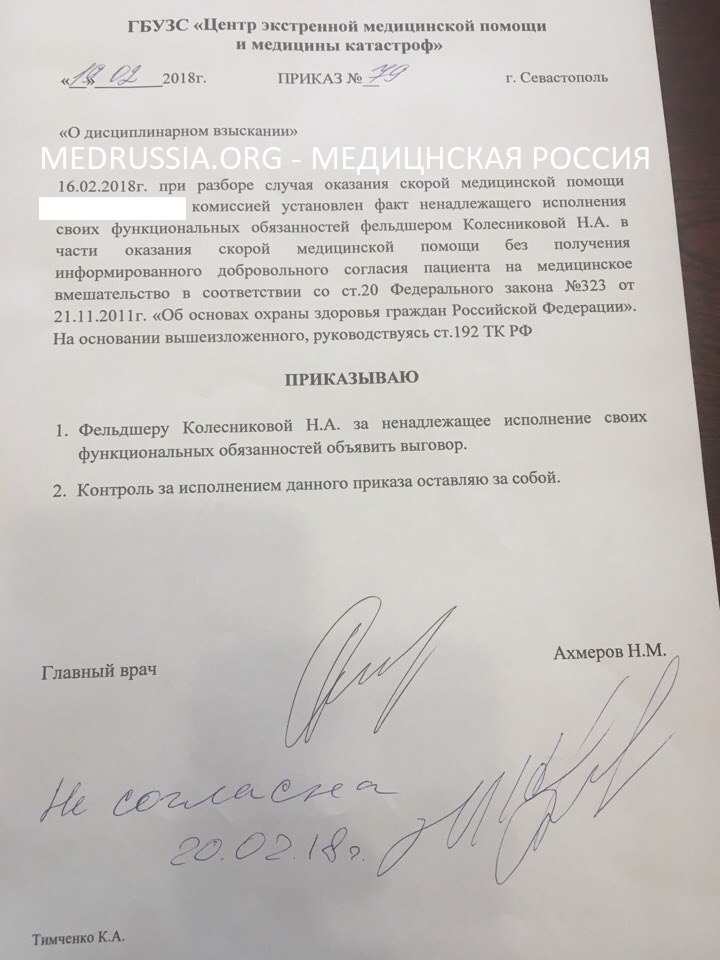 ГБУЗС «Центр экстренной медицинской помощи
и медицины катастроф»
«19» 02 2018г. ПРИКАЗ № 79 г. Севастополь
«О дисциплинарном взыскании»
MEDRUSSIA.ORG - МЕДИЦНСКАЯ РОССИЯ
16.02.2018г. при разборе случая оказания скорой медицинской помощи
комиссией установлен факт ненадлежащего исполнения
своих функциональных обязанностей фельдшером Колесниковой Н.А. в
части оказания скорой медицинской помощи без получения
информированного добровольного согласия пациента на медицинское
вмешательство в соответствии со ст.20 Федерального закона №323 от
21.11.2011г. «Об основах охраны здоровья граждан Российской Федерации».
На основании вышеизложенного, руководствуясь ст.192 ТК РФ
ПРИКАЗЫВАЮ
1. Фельдшеру Колесниковой Н.А. за ненадлежащее исполнение своих
функциональных обязанностей объявить выговор.
2. Контроль за исполнением данного приказа оставляю за собой.
Главный врач Ахмеров Н.М.
Не согласна
20.02.18г.
Тимченко К.А.